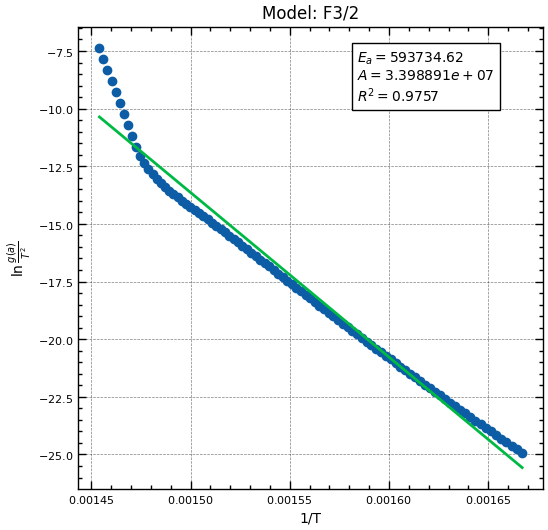 Model: F3/2
E_a = 593734.62
A = 3.398891e + 07
R^2 = 0.9757
−7.5
−10.0
−12.5
−15.0
−17.5
−20.0
−22.5
−25.0
ln g(a)/T^2
0.00145 0.00150 0.00155 0.00160 0.00165
1/T